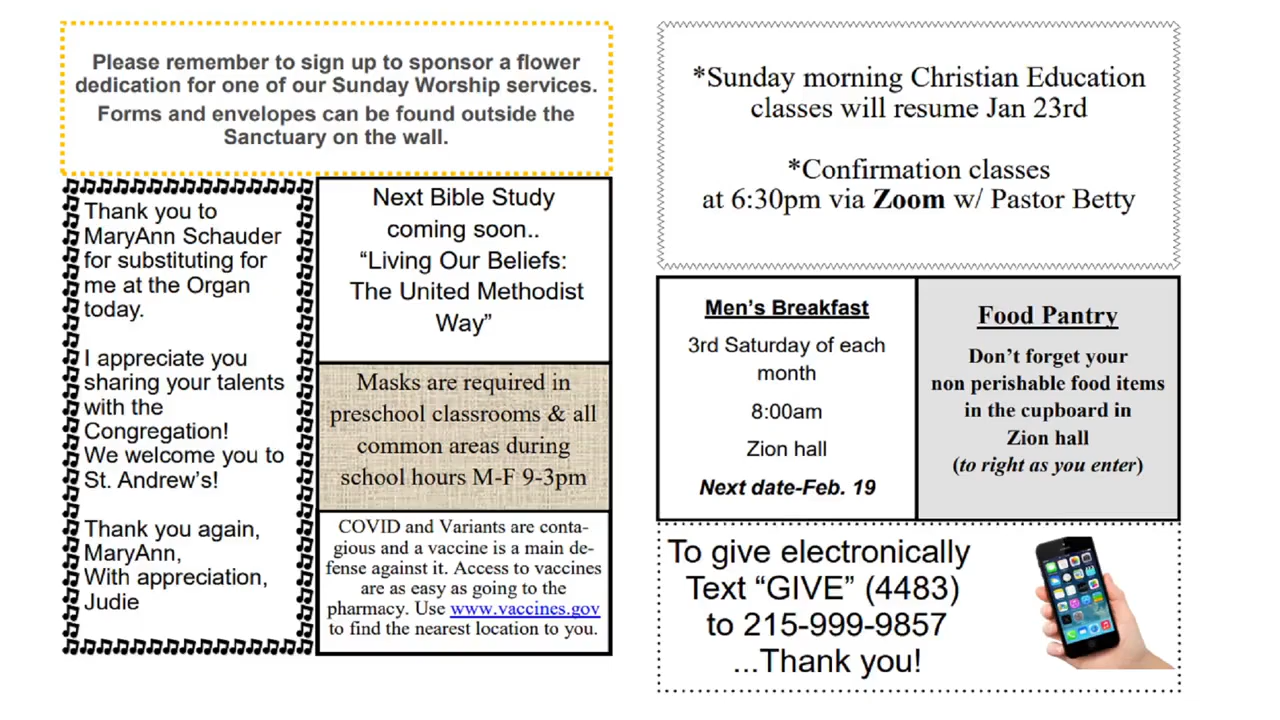 Please remember to sign up to sponsor a flower
dedication for one of our Sunday Worship services.
Forms and envelopes can be found outside the
Sanctuary on the wall.
Thank you to
MaryAnn Schauder
for substituting for
me at the Organ
today.
I appreciate you
sharing your talents
with the
Congregation!
We welcome you to
St. Andrew’s!
Thank you again,
MaryAnn,
With appreciation,
Judie
Next Bible Study
coming soon..
“Living Our Beliefs:
The United Methodist
Way”
Masks are required in
preschool classrooms & all
common areas during
school hours M-F 9-3pm
COVID and Variants are conta-
gious and a vaccine is a main de-
fense against it. Access to vaccines
are as easy as going to the
pharmacy. Use www.vaccines.gov
to find the nearest location to you.
*Sunday morning Christian Education
classes will resume Jan 23rd
*Confirmation classes
at 6:30pm via Zoom w/ Pastor Betty
Men’s Breakfast
3rd Saturday of each
month
8:00am
Zion hall
Next date-Feb. 19
Food Pantry
Don’t forget your
non perishable food items
in the cupboard in
Zion hall
(to right as you enter)
To give electronically
Text “GIVE” (4483)
to 215-999-9857
...Thank you!